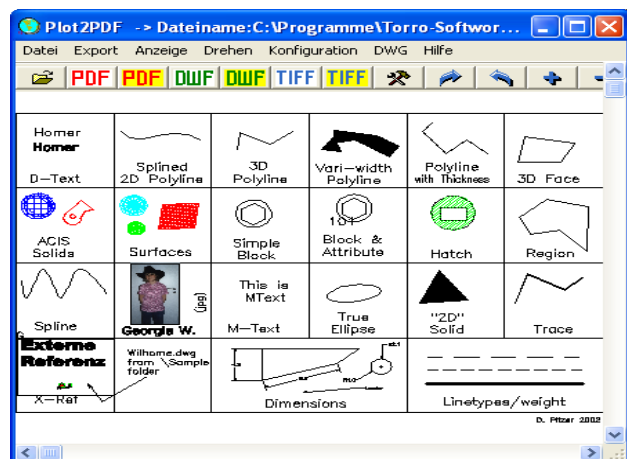 Plot2PDF -> Dateiname:C:\Programme\Torro-Softwor...
Datei Export Anzeige Drehen Konfiguration DWG Hilfe
PDF PDF DWF DWF TIFF TIFF
Homer
Homer
D-Text
Splined
2D Polyline
3D
Polyline
Vari-width
Polyline
Polyline
with Thickness
3D Face
ACIS
Solids
Surfaces
Simple
Block
101
Block &
Attribute
Hatch
Region
Spline
(jpg)
Georgia W.
This is
MText
M-Text
True
Ellipse
"2D"
Solid
Trace
Externe
Referenz
X-Ref
Wilhome.dwg
from \Sample
folder
Dimensions
Linetypes/weight
D. Pitzer 2002